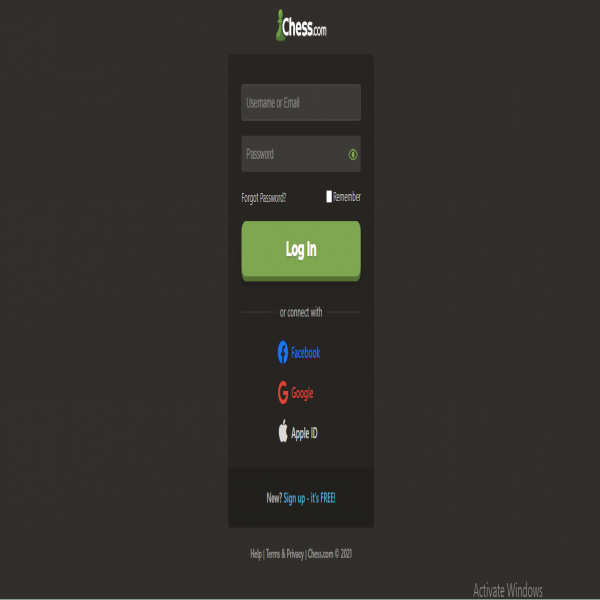 Chess.com
Username or Email
Password
Forgot Password? Remember
Log In
or connect with
Facebook
Google
Apple ID
New? Sign up - it's FREE!
Help | Terms & Privacy | Chess.com © 2021
Activate Windows